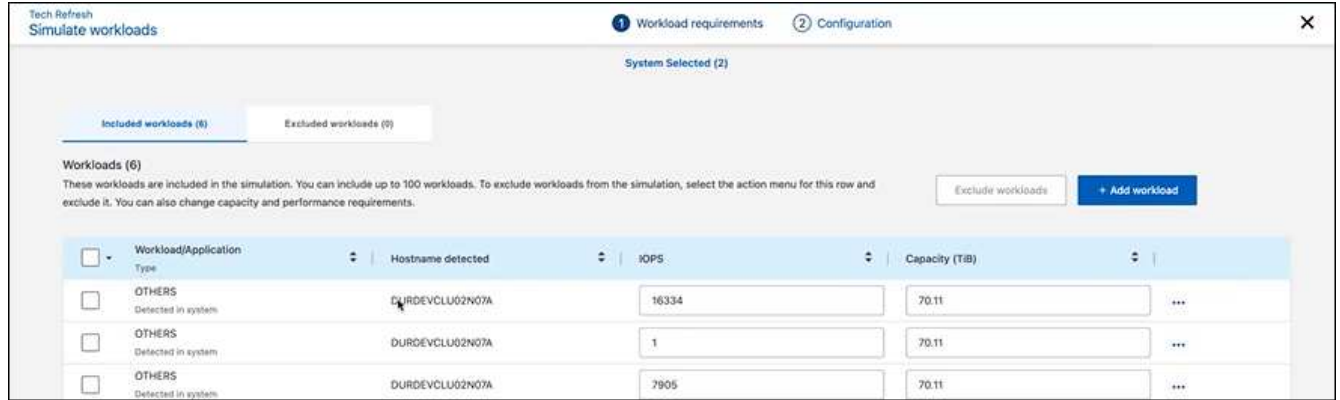 Tech Refresh
Simulate workloads
1 Workload requirements
2 Configuration
System Selected (2)
Included workloads (6)
Excluded workloads (0)
Workloads (6)
These workloads are included in the simulation. You can include up to 100 workloads. To exclude workloads from the simulation, select the action menu for this row and
exclude it. You can also change capacity and performance requirements.
Exclude workloads
+ Add workload
Workload/Application
Type
Hostname detected
IOPS
Capacity (TiB)
OTHERS
Detected in system
DURDEVCLU02N07A
16334
70.11
OTHERS
Detected in system
DURDEVCLU02N07A
1
70.11
OTHERS
Detected in system
DURDEVCLU02N07A
7905
70.11